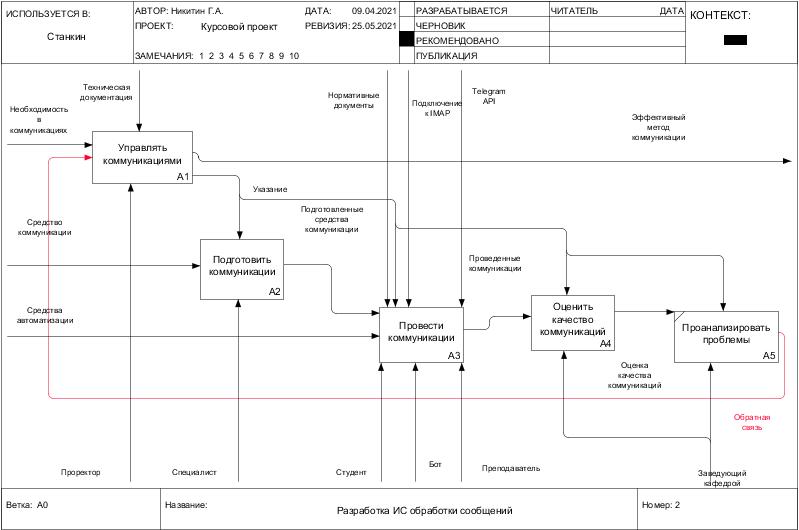 ИСПОЛЬЗУЕТСЯ В:
Станкин
АВТОР: Никитин Г.А.
ДАТА: 09.04.2021
ПРОЕКТ: Курсовой проект
РЕВИЗИЯ: 25.05.2021
ЗАМЕЧАНИЯ: 1 2 3 4 5 6 7 8 9 10
РАЗРАБАТЫВАЕТСЯ
ЧЕРНОВИК
РЕКОМЕНДОВАНО
ПУБЛИКАЦИЯ
ЧИТАТЕЛЬ
ДАТА
КОНТЕКСТ:
Техническая
документация
Нормативные
документы
Подключение
к IMAP
Telegram
API
Необходимость
в
коммуникациях
Эффективный
метод
коммуникации
Управлять
коммуникациями
A1
Указание
Подготовленные
средства
коммуникации
Средство
коммуникации
Подготовить
коммуникации
A2
Проведенные
коммуникации
Средства
автоматизации
Провести
коммуникации
A3
Оценить
качество
коммуникаций
A4
Проанализировать
проблемы
A5
Оценка
качества
коммуникаций
Обратная
связь
Проректор
Специалист
Студент
Бот
Преподаватель
Заведующий
кафедрой
Ветка: A0
Название:
Разработка ИС обработки сообщений
Номер: 2